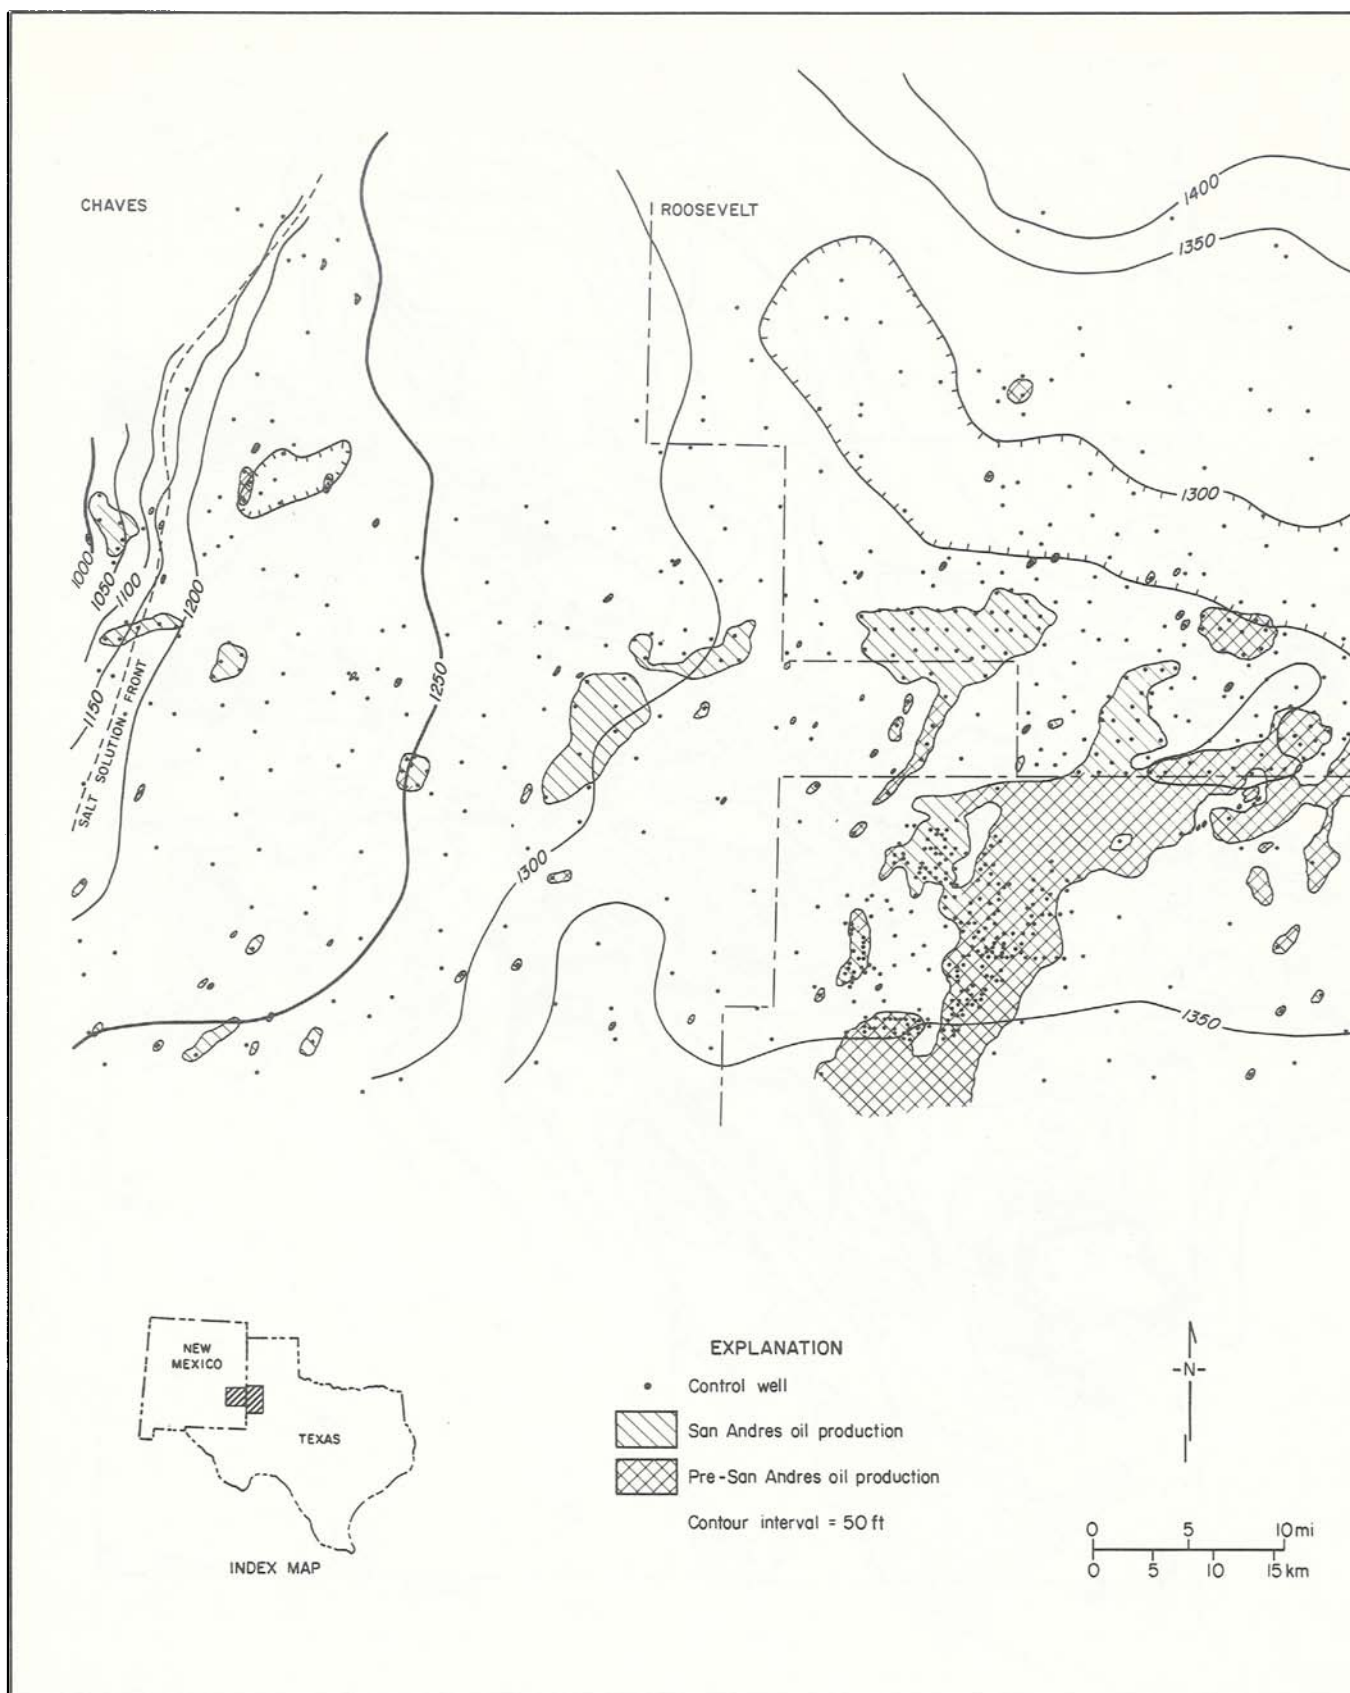 CHAVES
ROOSEVELT
1400
1350
1300
1000
1050
1100
1200
1150
SALT SOLUTION FRONT
1250
1300
1350
NEW
MEXICO
TEXAS
INDEX MAP
EXPLANATION
Control well
San Andres oil production
Pre-San Andres oil production
Contour interval = 50 ft
-N-
0 5 10 mi
0 5 10 15 km